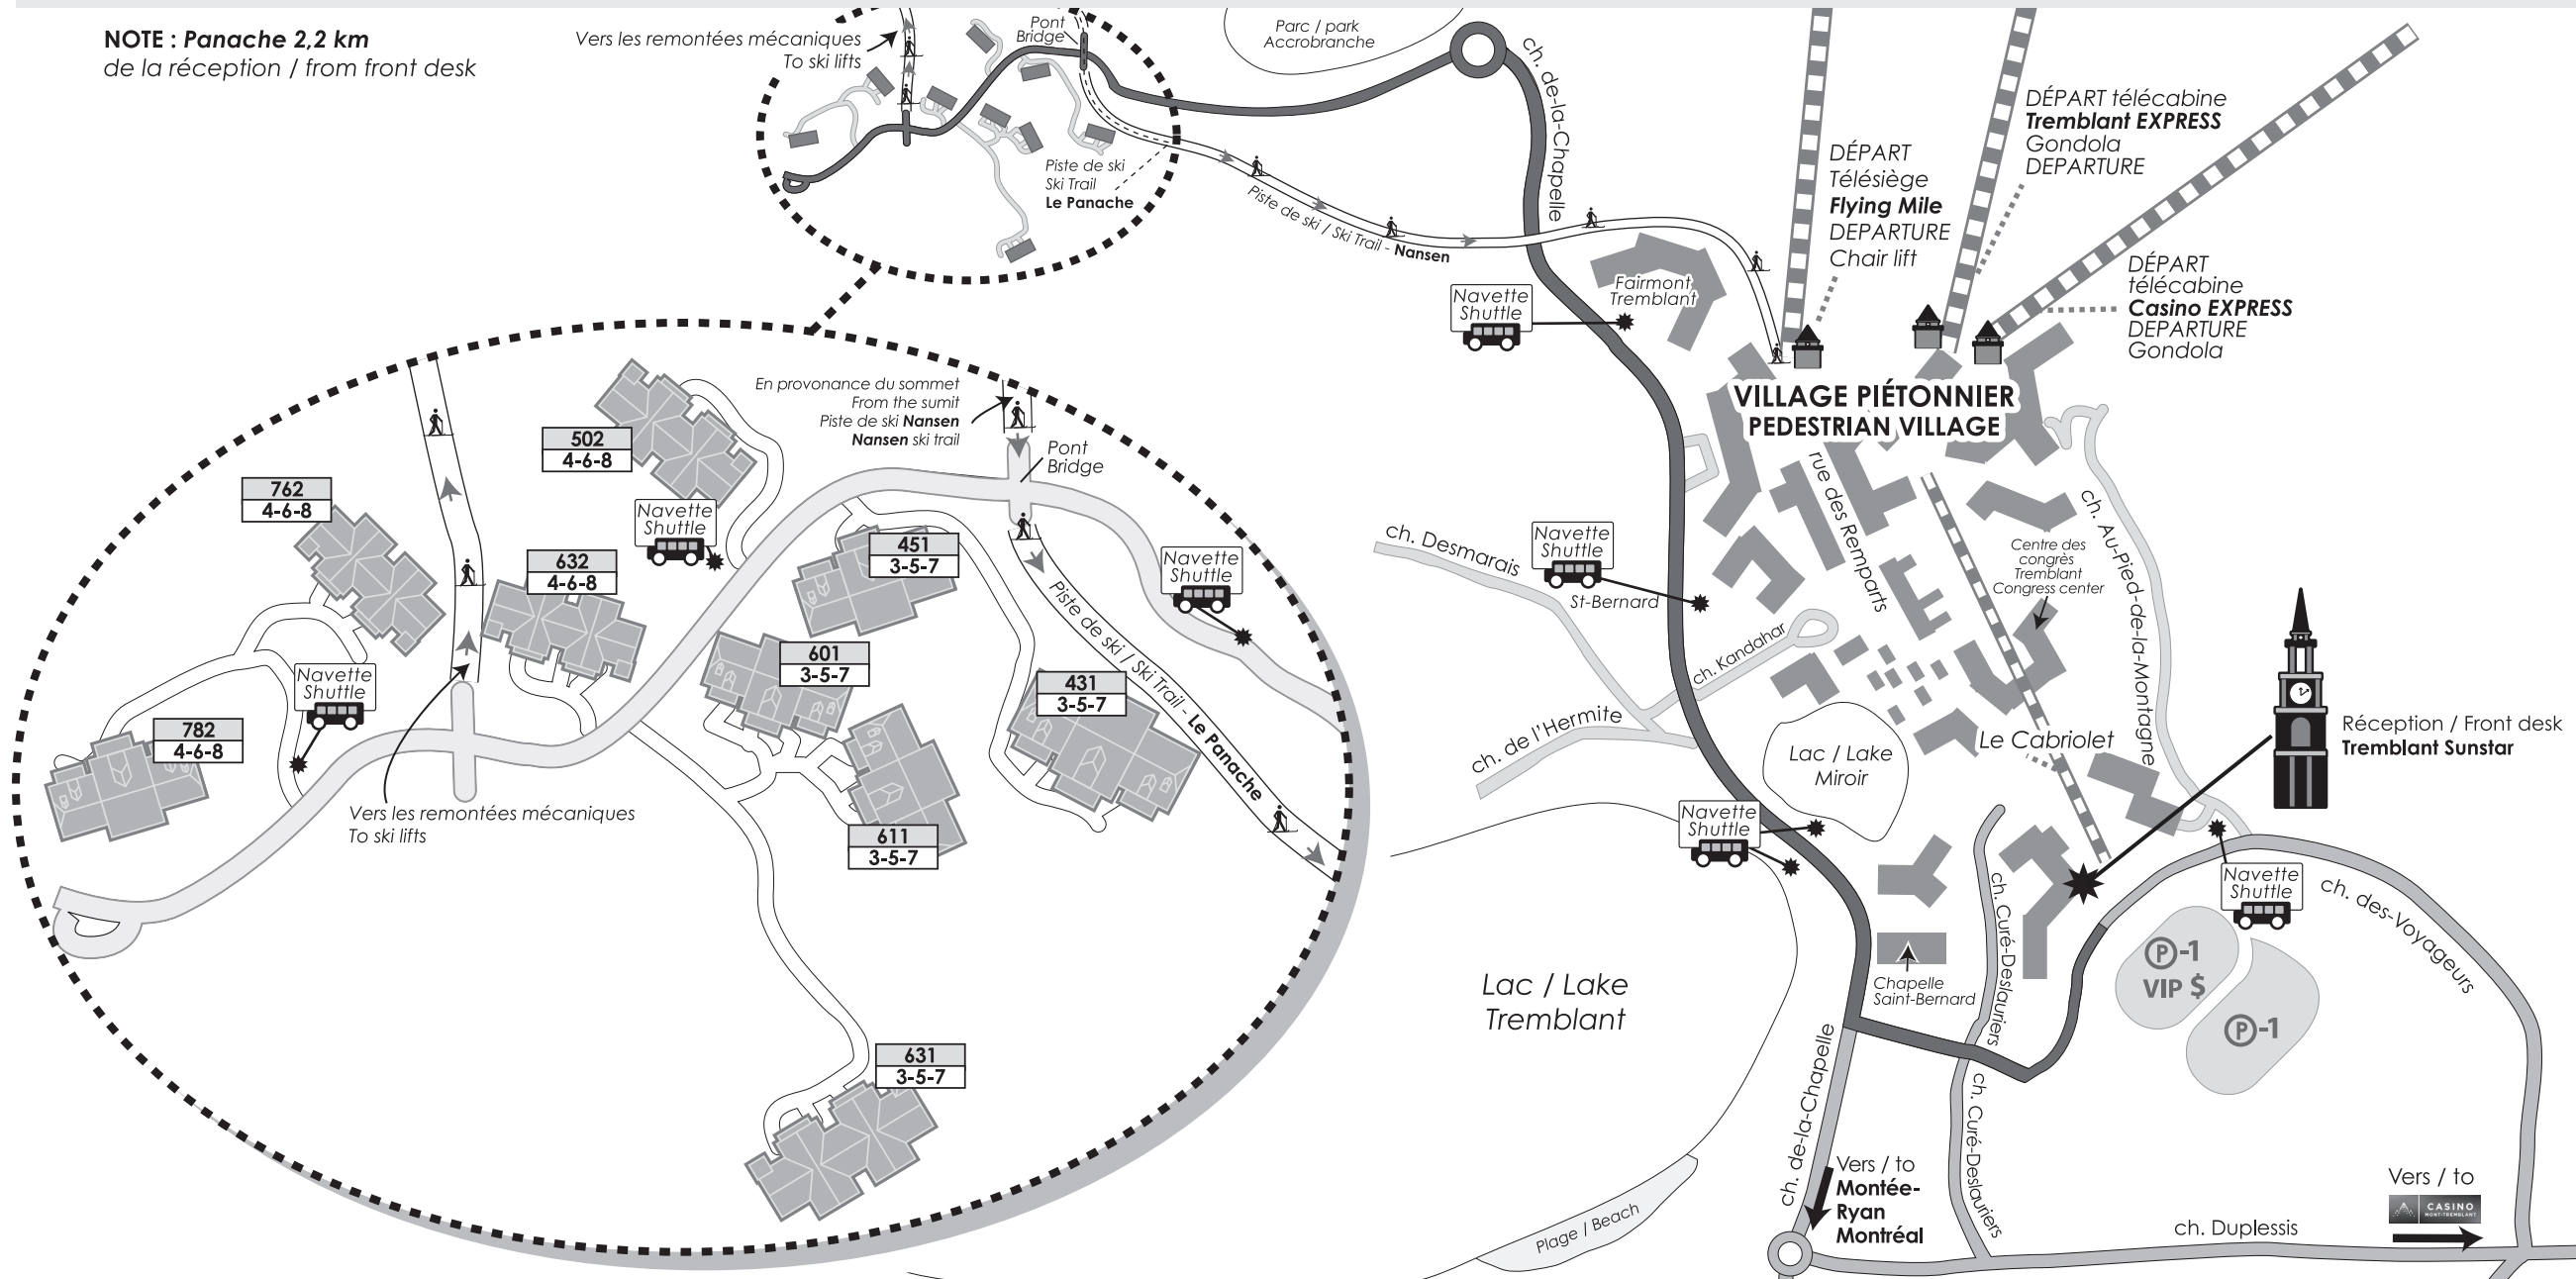 NOTE : Panache 2,2 km
de la réception / from front desk
Vers les remontées mécaniques
To ski lifts
Pont
Bridge
Piste de ski
Ski Trail
Le Panache
Parc / park
Accrobranche
ch. de-la-Chapelle
Piste de ski / Ski Trail - Nansen
Fairmont
Tremblant
Navette
Shuttle
DÉPART
Télésiège
Flying Mile
DEPARTURE
Chair lift
DÉPART télécabine
Tremblant EXPRESS
Gondola
DEPARTURE
DÉPART
télécabine
Casino EXPRESS
DEPARTURE
Gondola
VILLAGE PIÉTONNIER
PEDESTRIAN VILLAGE
rue des Remparts
Centre des
congrès
Tremblant
Congress center
ch. Au-Pied-de-la-Montagne
ch. Desmarais
Navette
Shuttle
St-Bernard
ch. Kandahar
ch. de l'Hermite
Lac / Lake
Miroir
Le Cabriolet
Réception / Front desk
Tremblant Sunstar
Navette
Shuttle
Navette
Shuttle
ch. des-Voyageurs
P-1
VIP $
P-1
Chapelle
Saint-Bernard
ch. Curé-Deslauriers
ch. Curé-Deslauriers
Lac / Lake
Tremblant
ch. de-la-Chapelle
Vers / to
Montée-
Ryan
Montréal
Plage / Beach
ch. Duplessis
Vers / to
CASINO
MONT-TREMBLANT
En provonance du sommet
From the sumit
Piste de ski Nansen
Nansen ski trail
Pont
Bridge
502
4-6-8
762
4-6-8
Navette
Shuttle
632
4-6-8
451
3-5-7
Navette
Shuttle
Piste de ski / Ski Trail - Le Panache
601
3-5-7
431
3-5-7
Navette
Shuttle
782
4-6-8
Vers les remontées mécaniques
To ski lifts
611
3-5-7
631
3-5-7